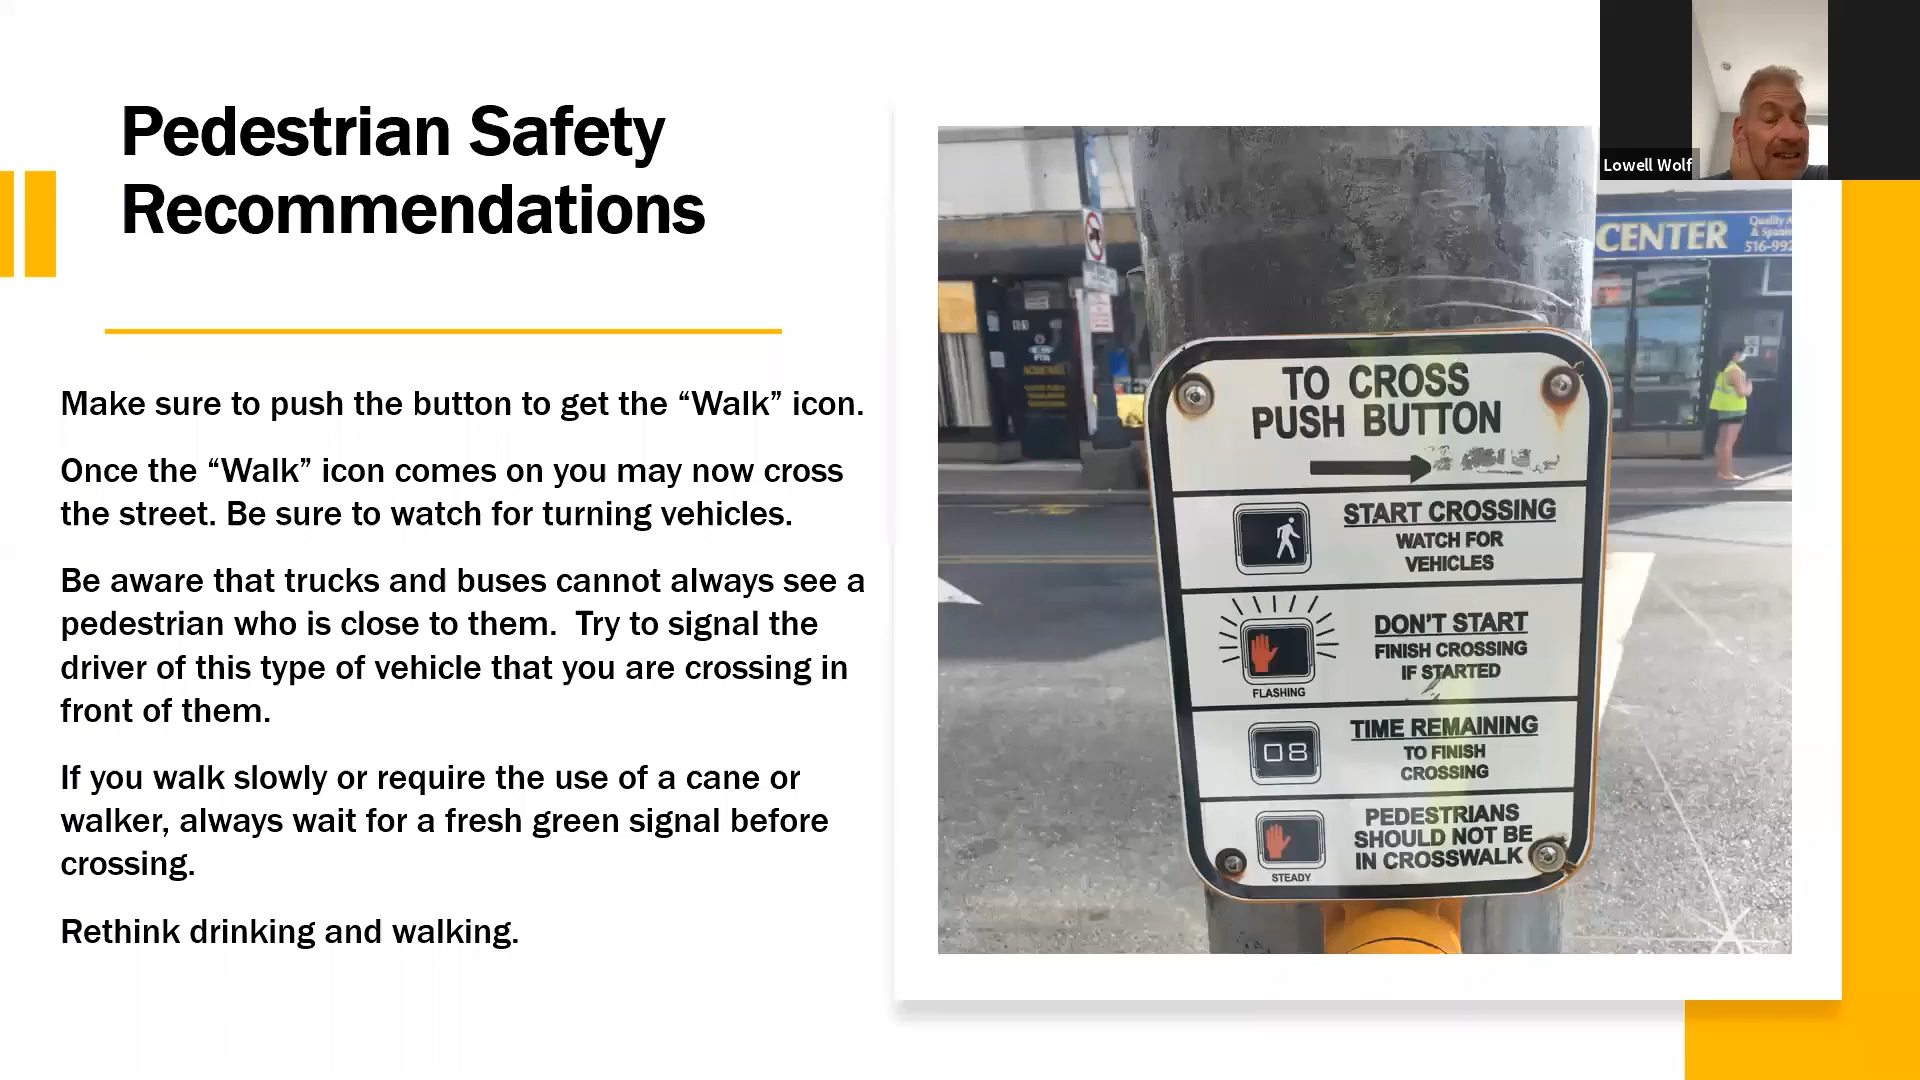 Pedestrian Safety
Recommendations
Make sure to push the button to get the “Walk” icon.
Once the “Walk” icon comes on you may now cross
the street. Be sure to watch for turning vehicles.
Be aware that trucks and buses cannot always see a
pedestrian who is close to them.  Try to signal the
driver of this type of vehicle that you are crossing in
front of them.
If you walk slowly or require the use of a cane or
walker, always wait for a fresh green signal before
crossing.
Rethink drinking and walking.
Lowell Wolf
CENTER
Quality
516-992
TO CROSS
PUSH BUTTON
START CROSSING
WATCH FOR
VEHICLES
DON'T START
FINISH CROSSING
IF STARTED
FLASHING
08
TIME REMAINING
TO FINISH
CROSSING
PEDESTRIANS
SHOULD NOT BE
IN CROSSWALK
STEADY